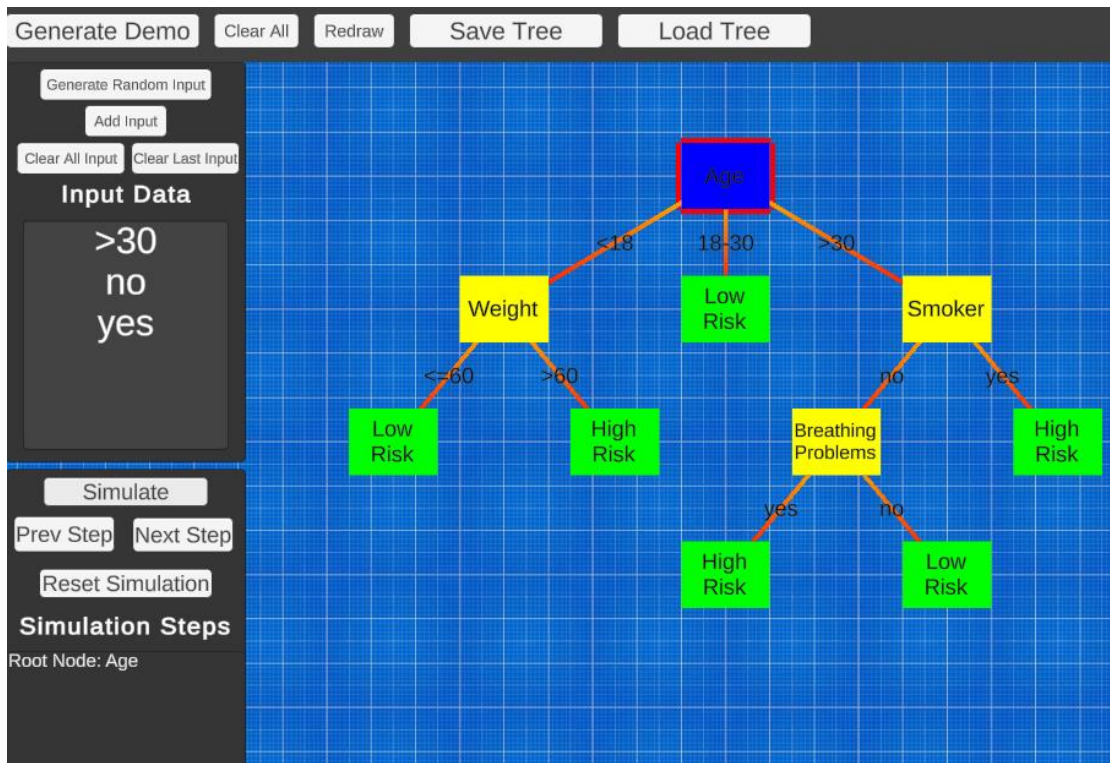 Generate Demo
Clear All
Redraw
Save Tree
Load Tree
Generate Random Input
Add Input
Clear All Input
Clear Last Input
Input Data
>30
no
yes
Simulate
Prev Step
Next Step
Reset Simulation
Simulation Steps
Root Node: Age
Age
<18
18-30
>30
Weight
Low
Risk
Smoker
<=60
>60
no
yes
Low
Risk
High
Risk
Breathing
Problems
High
Risk
yes
no
High
Risk
Low
Risk